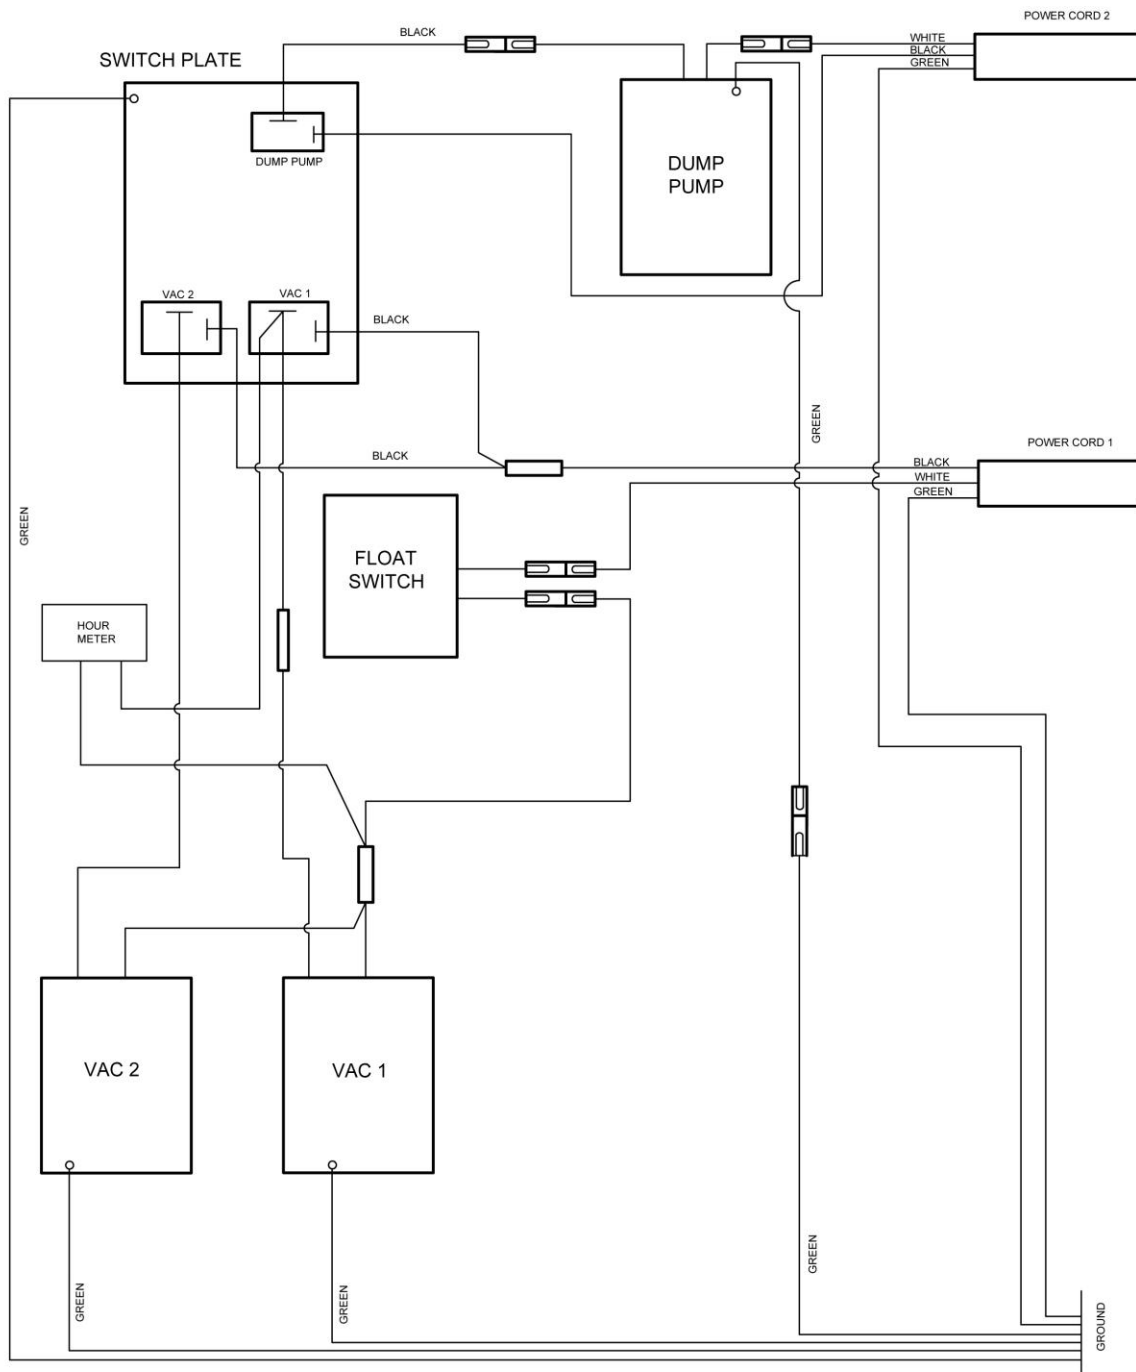 POWER CORD 2
BLACK
WHITE
BLACK
GREEN
SWITCH PLATE
DUMP PUMP
DUMP
PUMP
VAC 2
VAC 1
BLACK
GREEN
POWER CORD 1
BLACK
BLACK
WHITE
GREEN
GREEN
FLOAT
SWITCH
HOUR
METER
VAC 2
VAC 1
GREEN
GREEN
GREEN
GROUND